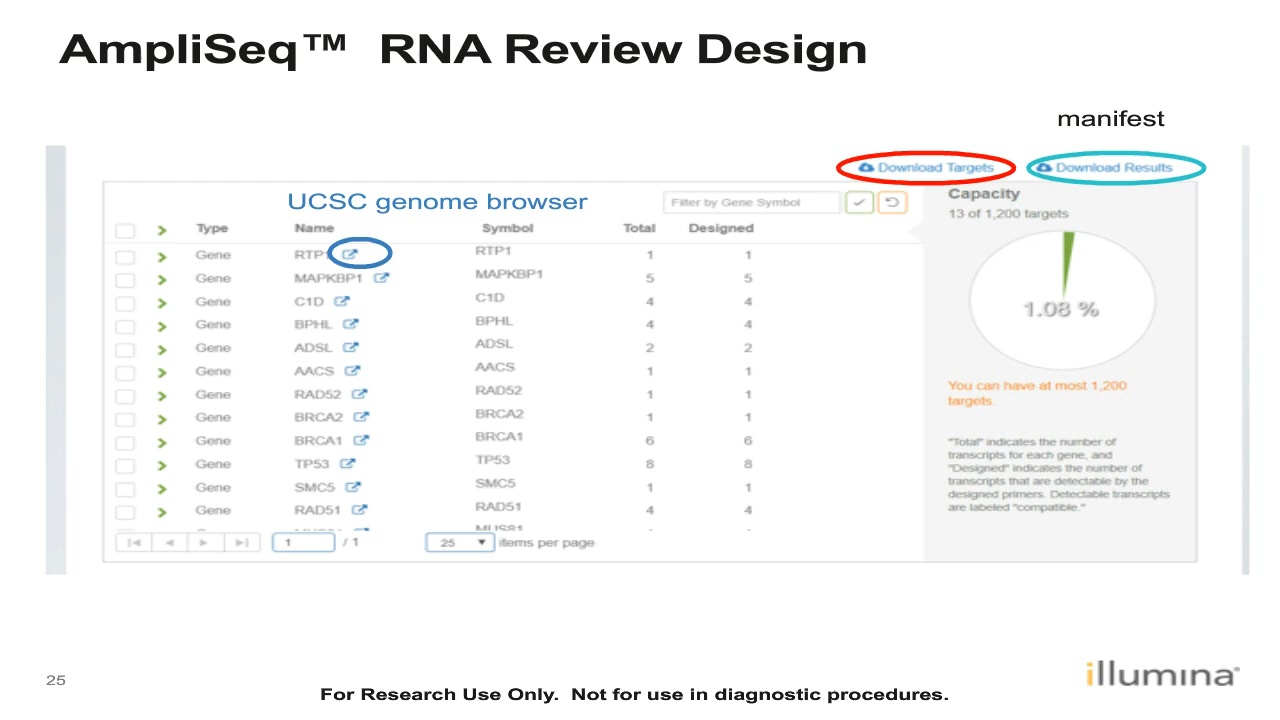 AmpliSeq™ RNA Review Design
manifest
Download Targets
Download Results
UCSC genome browser
Filter by Gene Symbol
Capacity
13 of 1,200 targets
Type Name Symbol Total Designed
Gene RTP1 RTP1 1 1
Gene MAPKBP1 MAPKBP1 5 5
Gene C1D C1D 4 4
Gene BPHL BPHL 4 4
Gene ADSL ADSL 2 2
Gene AACS AACS 1 1
Gene RAD52 RAD52 1 1
Gene BRCA2 BRCA2 1 1
Gene BRCA1 BRCA1 6 6
Gene TP53 TP53 8 8
Gene SMC5 SMC5 1 1
Gene RAD51 RAD51 4 4
MUS81
1 / 1 25 items per page
1.08 %
You can have at most 1,200
targets.
"Total" indicates the number of
transcripts for each gene, and
"Designed" indicates the number of
transcripts that are detectable by the
designed primers. Detectable transcripts
are labeled "compatible."
25
For Research Use Only. Not for use in diagnostic procedures.
illumina®